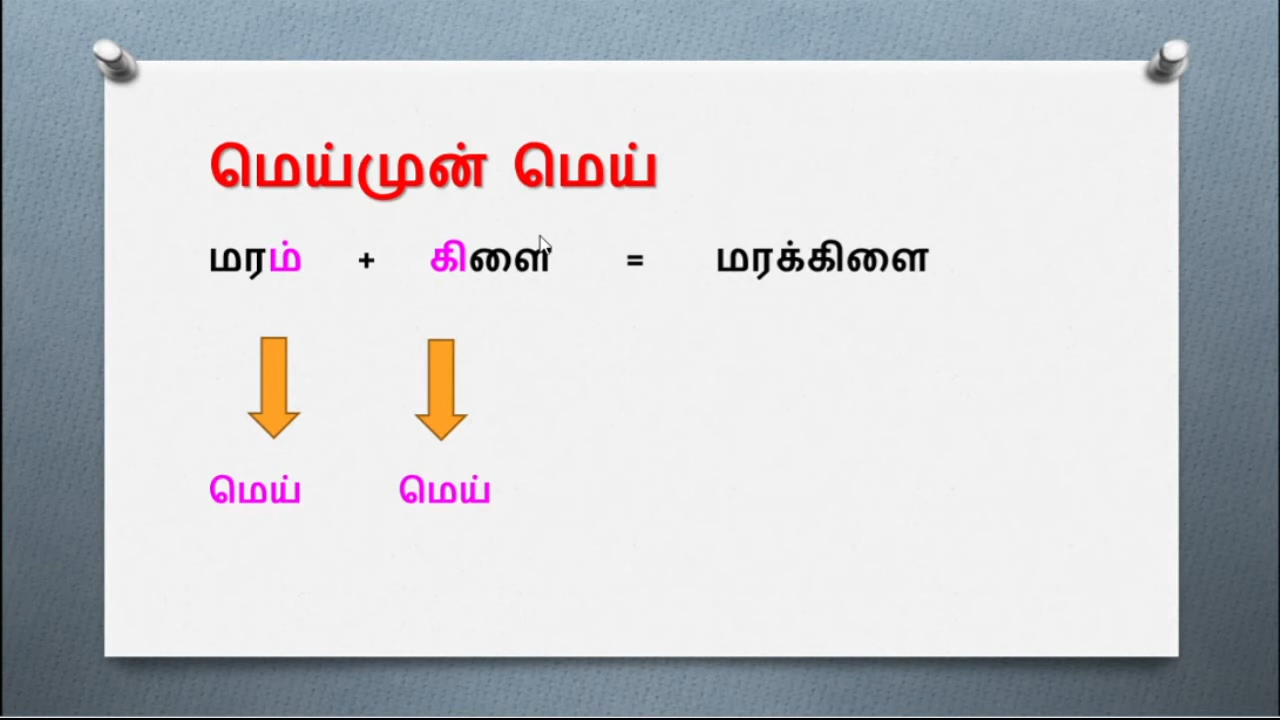 மெய்முன் மெய்
மரம் + கிளை = மரக்கிளை
மெய் மெய்